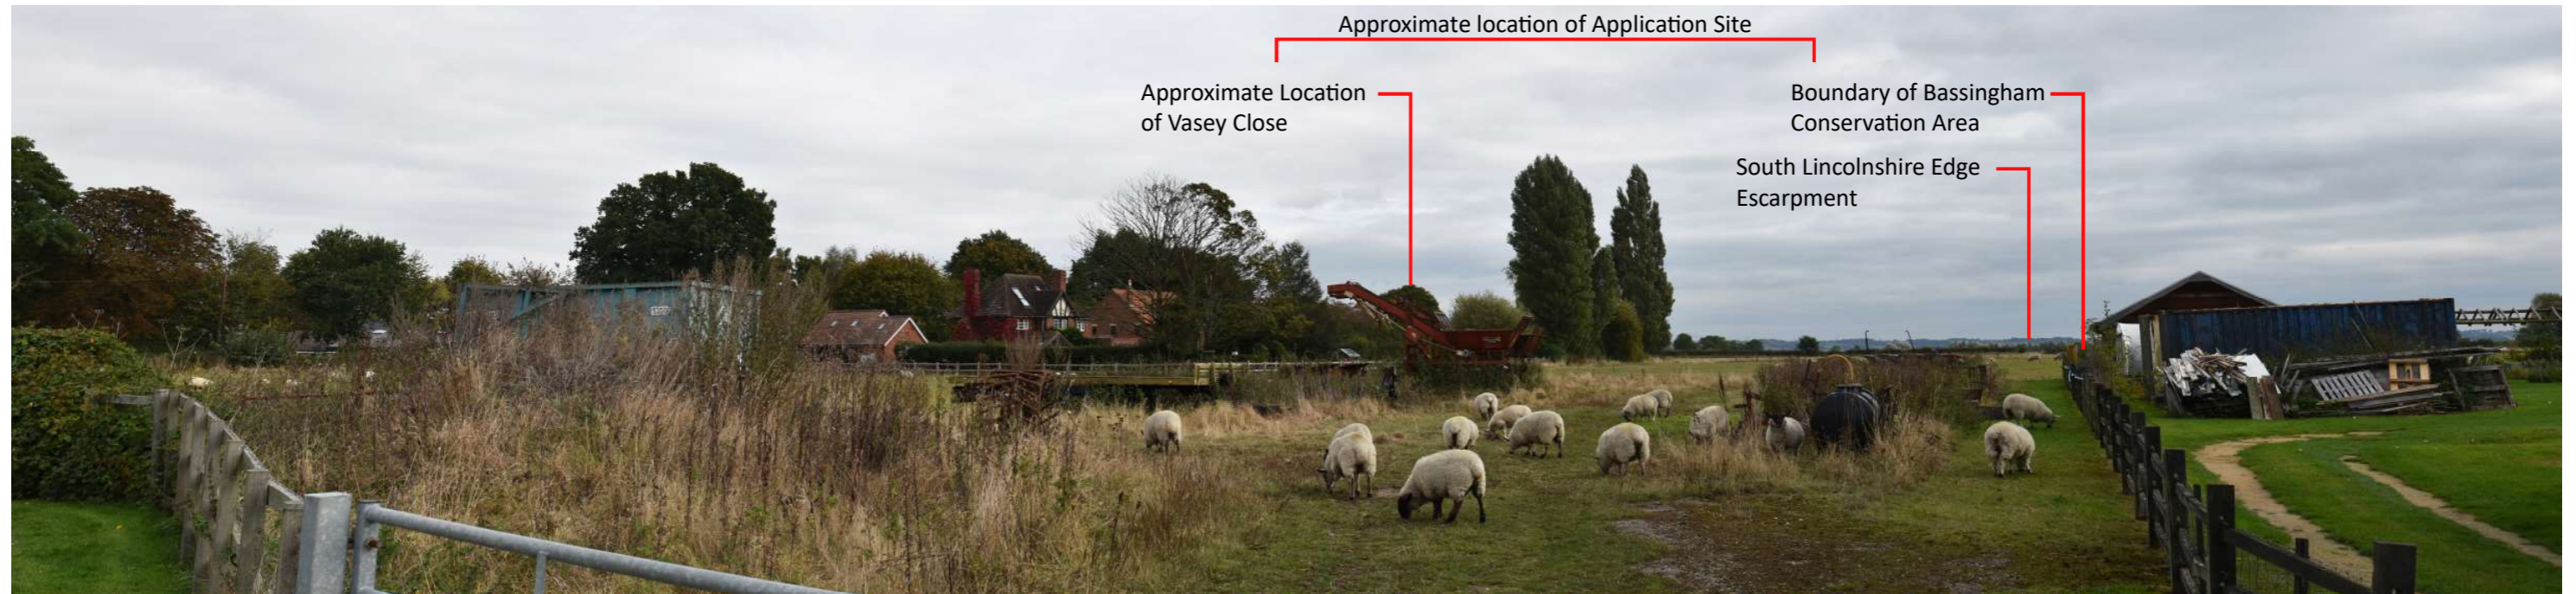 Approximate location of Application Site
Approximate Location
of Vasey Close
Boundary of Bassingham
Conservation Area
South Lincolnshire Edge
Escarpment